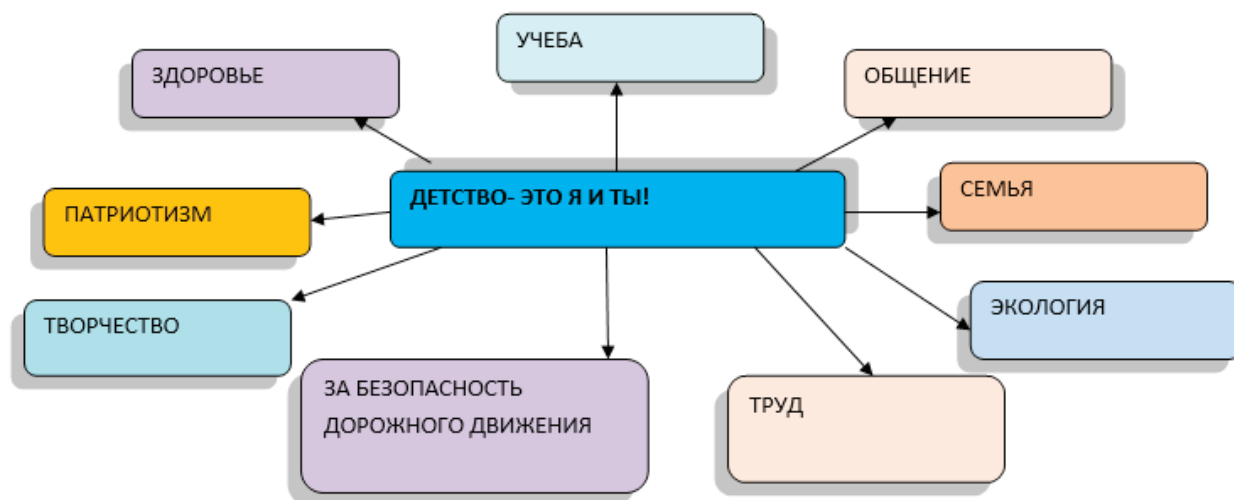 УЧЕБА
ЗДОРОВЬЕ
ОБЩЕНИЕ
ДЕТСТВО- ЭТО Я И ТЫ!
СЕМЬЯ
ПАТРИОТИЗМ
ТВОРЧЕСТВО
ЭКОЛОГИЯ
ЗА БЕЗОПАСНОСТЬ
ДОРОЖНОГО ДВИЖЕНИЯ
ТРУД